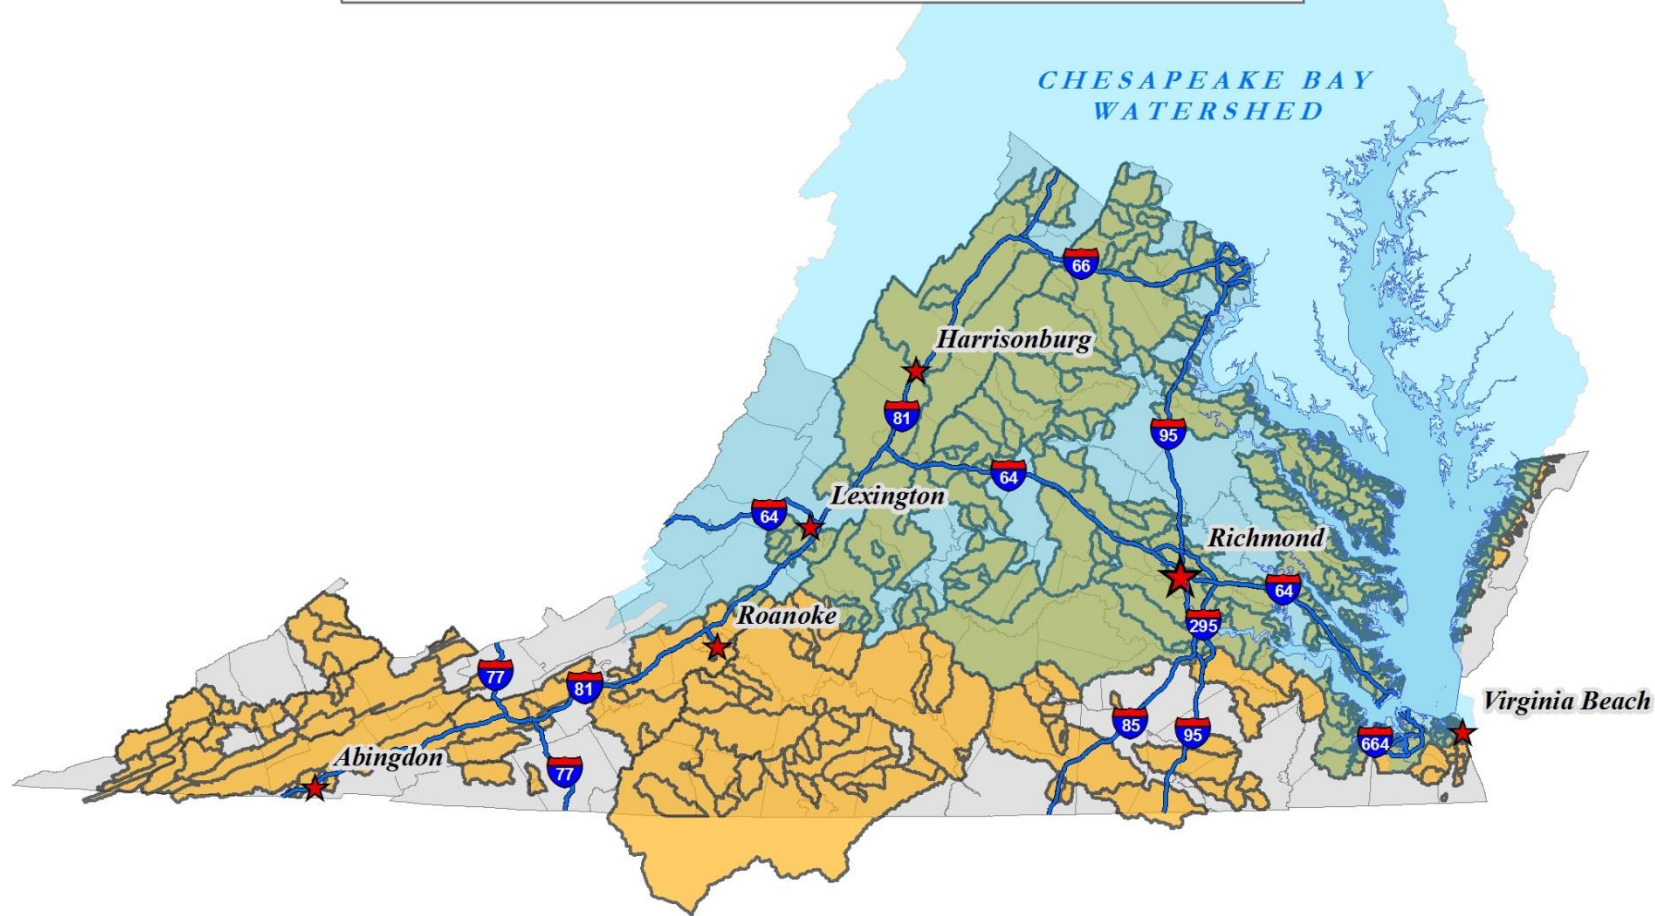 CHESAPEAKE BAY
WATERSHED
66
Harrisonburg
81
95
64
Lexington
64
Richmond
64
Roanoke
295
77
81
Virginia Beach
85
95
664
Abingdon
77